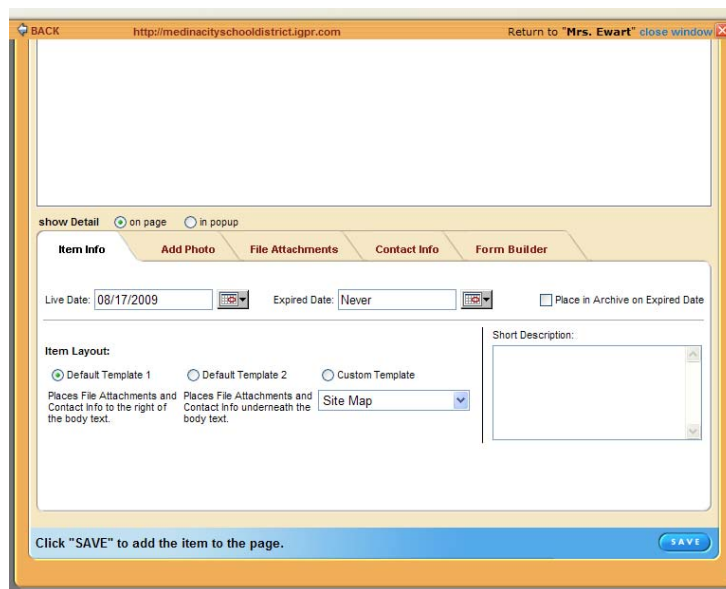 BACK http://medinacityschooldistrict.igpr.com Return to "Mrs. Ewart" close window
show Detail on page in popup
Item Info Add Photo File Attachments Contact Info Form Builder
Live Date: 08/17/2009 Expired Date: Never Place in Archive on Expired Date
Short Description:
Item Layout:
Default Template 1 Default Template 2 Custom Template
Places File Attachments and
Contact Info to the right of
the body text.
Places File Attachments and
Contact info underneath the
body text.
Site Map
Click "SAVE" to add the item to the page.
SAVE